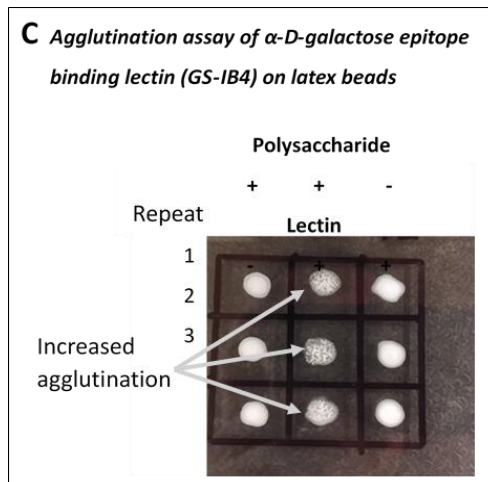 C Agglutination assay of α-D-galactose epitope
binding lectin (GS-IB4) on latex beads
Polysaccharide
+ + -
Repeat
Lectin
- + +
1
2
3
Increased
agglutination